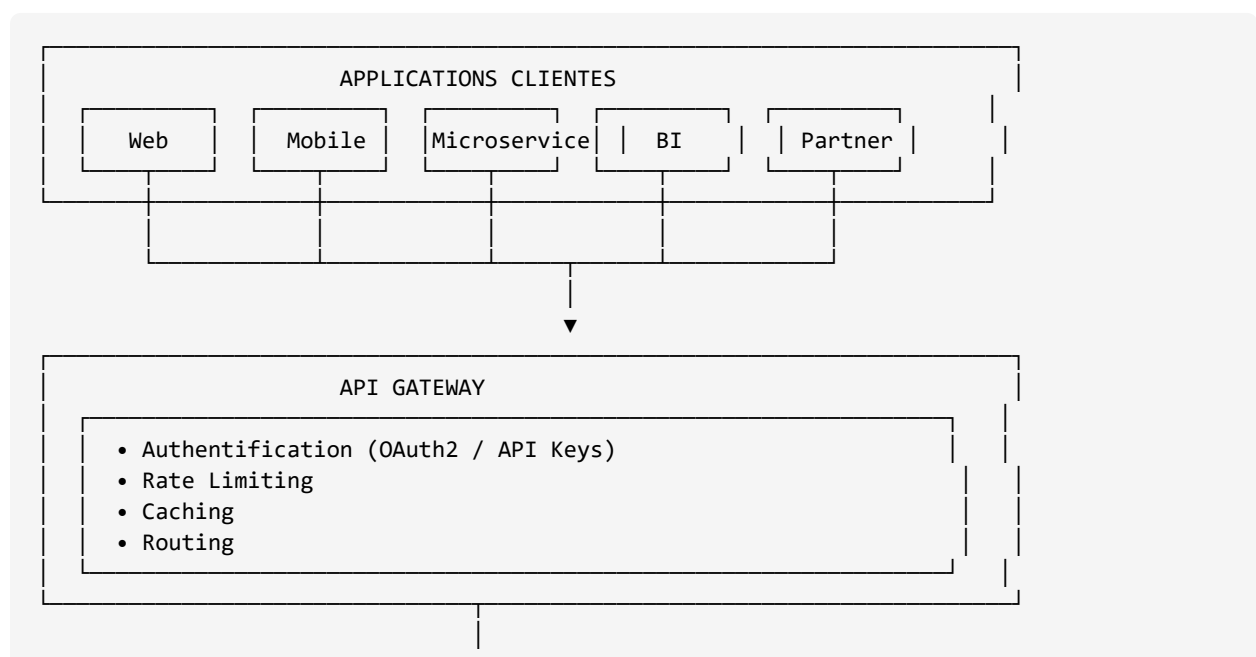 APPLICATIONS CLIENTES
Web Mobile Microservice BI Partner
API GATEWAY
• Authentification (OAuth2 / API Keys)
• Rate Limiting
• Caching
• Routing